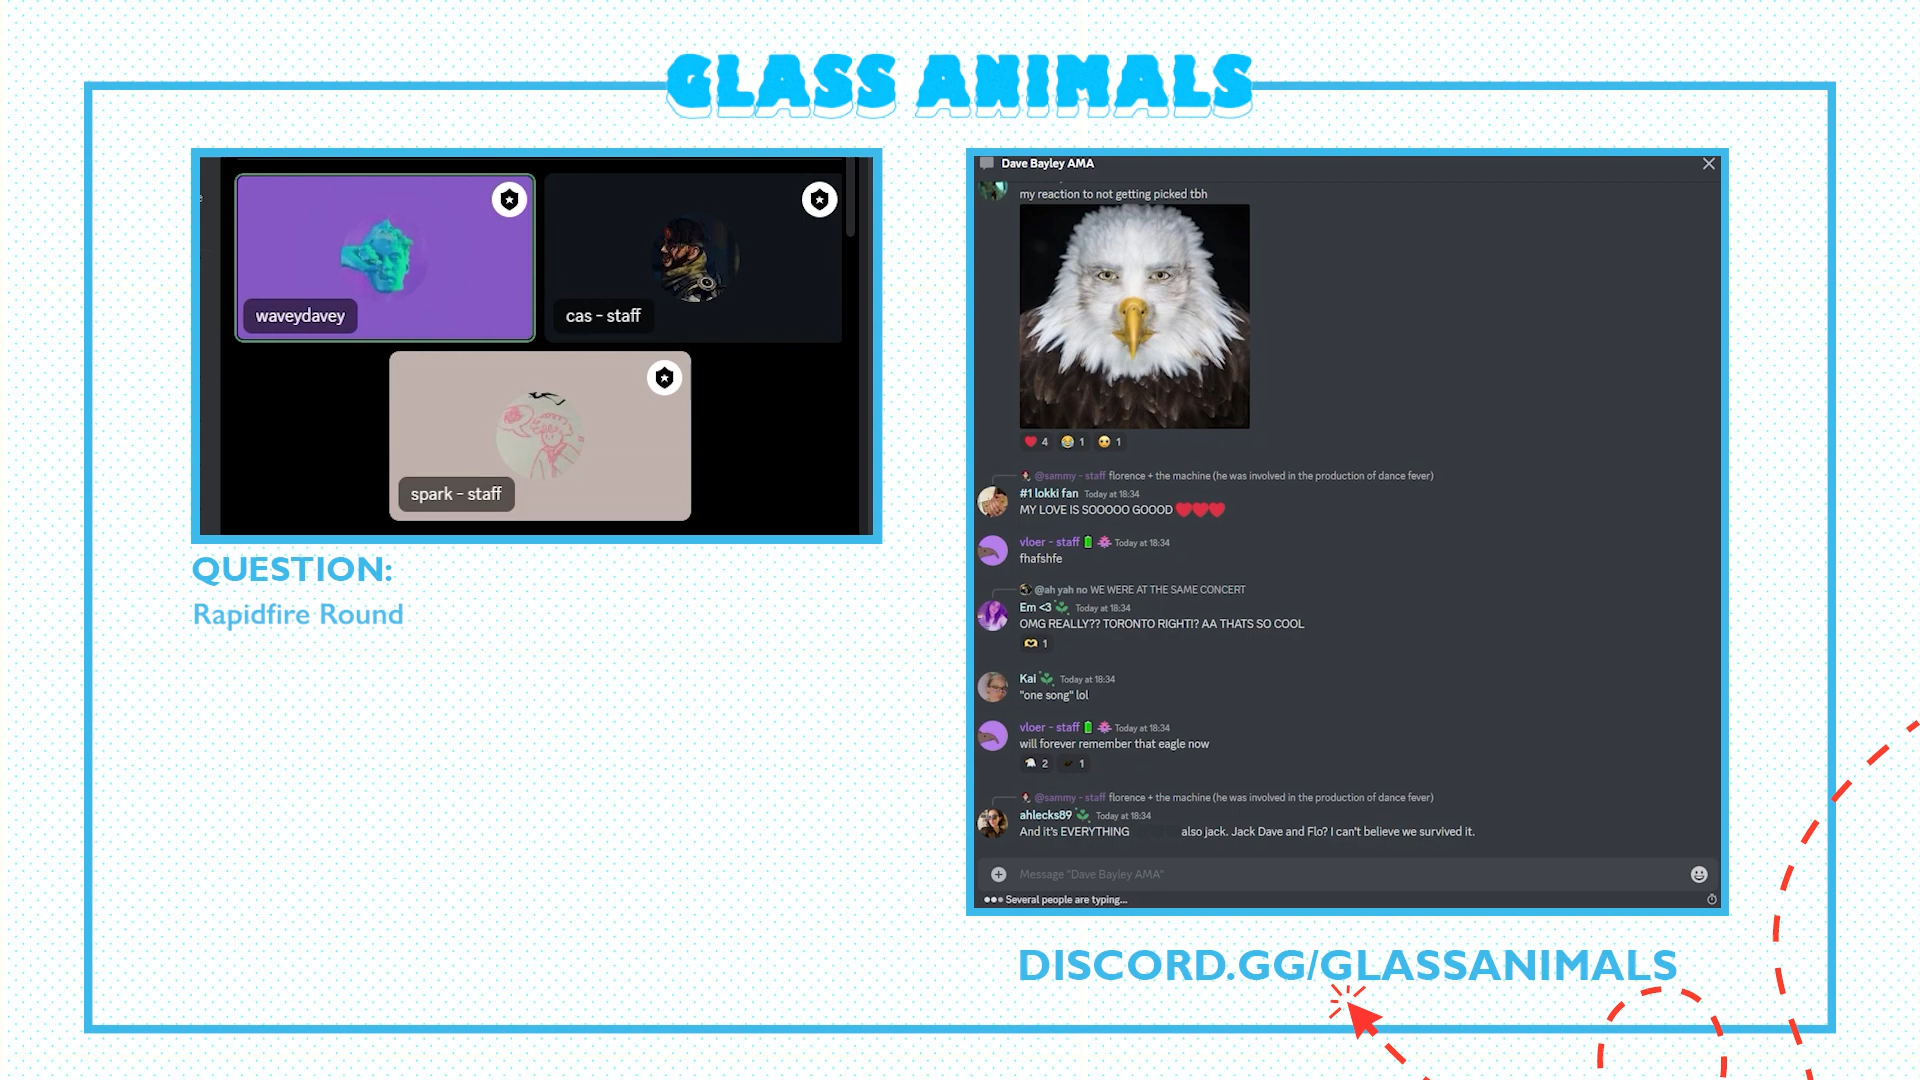 GLASS ANIMALS
waveydavey
cas - staff
spark - staff
QUESTION:
Rapidfire Round
Dave Bayley AMA
my reaction to not getting picked tbh
4 1 1
@sammy - staff florence + the machine (he was involved in the production of dance fever)
#1 lokki fan Today at 18:34
MY LOVE IS SOOOOO GOOOD
vloer - staff Today at 18:34
fhafshfe
@ah yah no WE WERE AT THE SAME CONCERT
Em <3 Today at 18:34
OMG REALLY?? TORONTO RIGHT!? AA THATS SO COOL
1
Kai Today at 18:34
"one song" lol
vloer - staff Today at 18:34
will forever remember that eagle now
2 1
@sammy - staff florence + the machine (he was involved in the production of dance fever)
ahlecks89 Today at 18:34
And it's EVERYTHING also jack. Jack Dave and Flo? I can't believe we survived it.
Message "Dave Bayley AMA"
Several people are typing...
DISCORD.GG/GLASSANIMALS